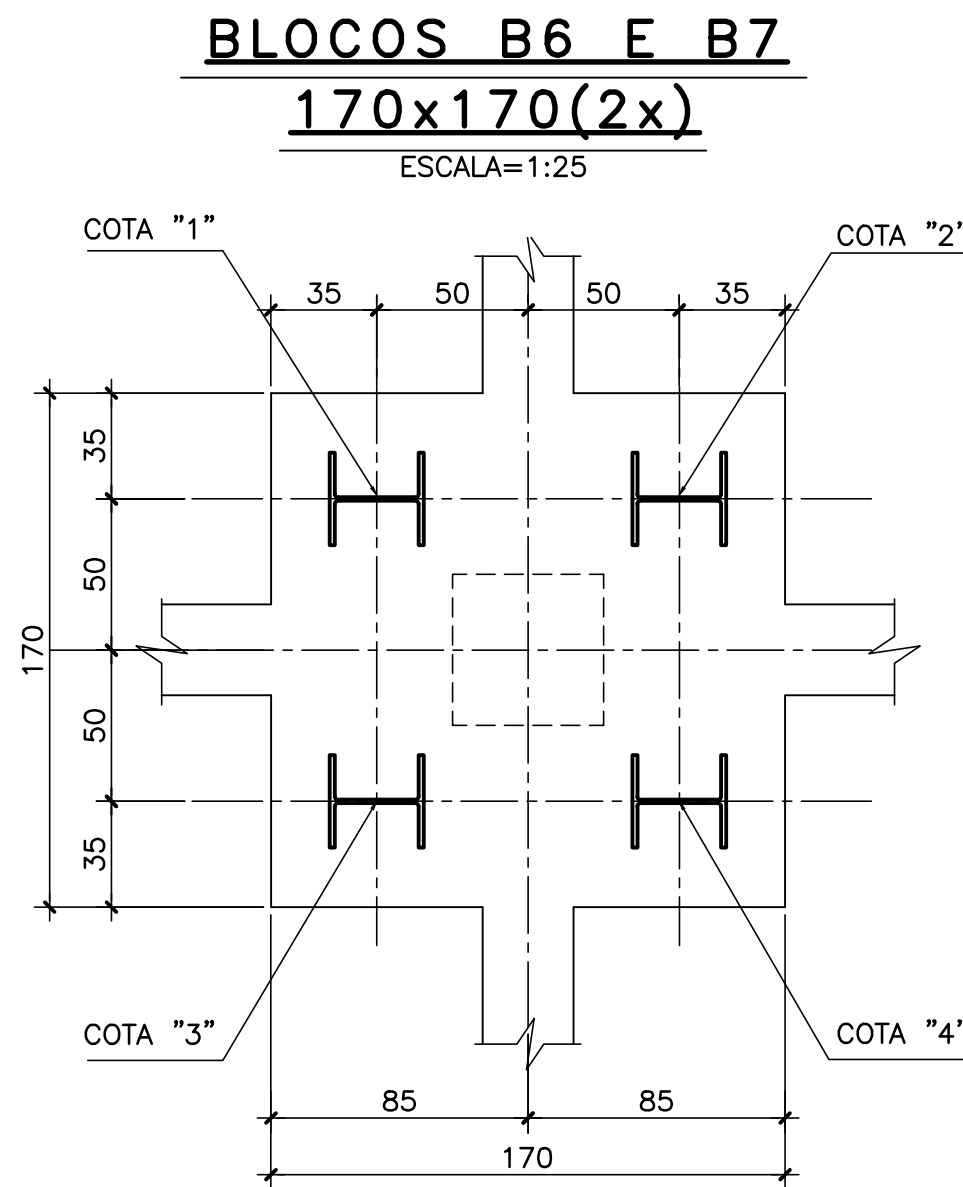 BLOCOS B6 E B7
170x170(2x)
ESCALA=1:25
COTA "1"
COTA "2"
35 50 50 35
35
50
170
50
35
COTA "3"
COTA "4"
85 85
170